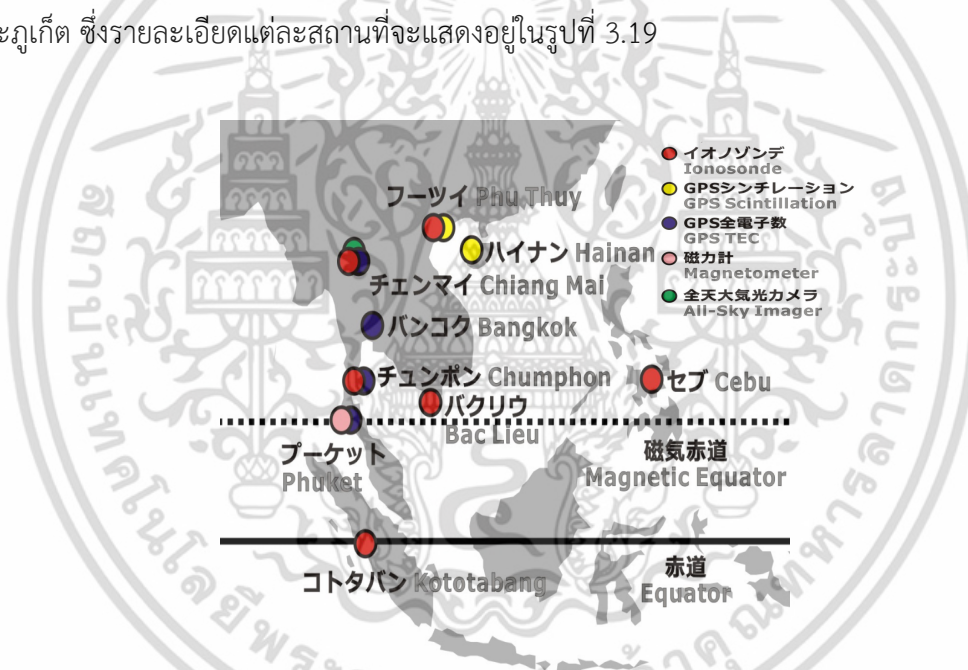 ะภูเก็ต ซึ่งรายละเอียดแต่ละสถานที่จะแสดงอยู่ในรูปที่ 3.19
イオノゾンデ
Ionosonde
GPSシンチレーション
GPS Scintillation
GPS全電子数
GPS TEC
磁力計
Magnetometer
全天大気光カメラ
All-Sky Imager
フーツイ Phu Thuy
ハイナン Hainan
チェンマイ Chiang Mai
バンコク Bangkok
チュンポン Chumphon
セブ Cebu
バクリウ
Bac Lieu
プーケット
Phuket
磁気赤道
Magnetic Equator
コトタバン Kototabang
赤道
Equator